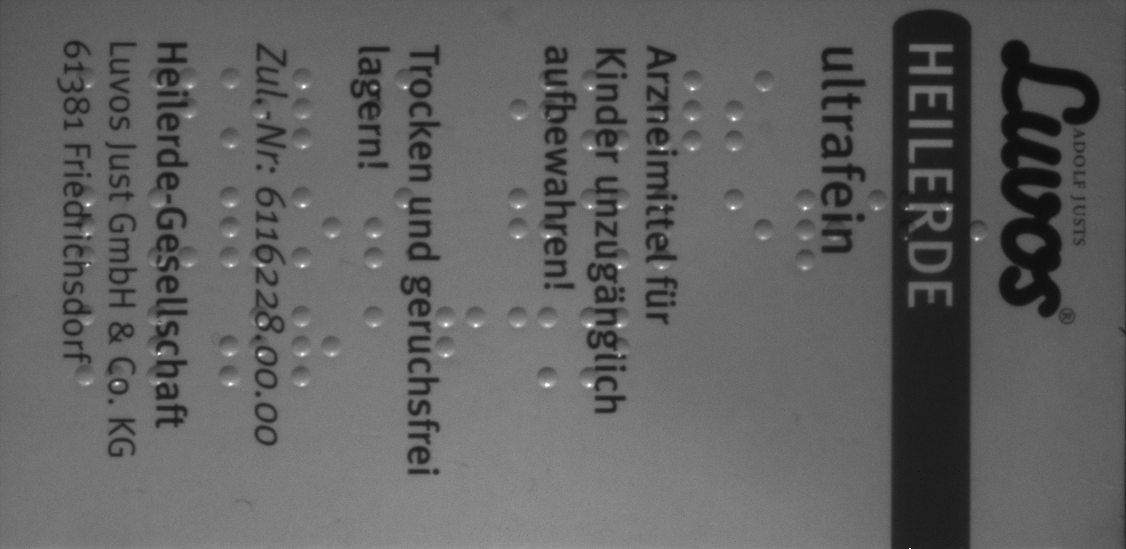 ADOLF JUSTS
Luvos®
HEILERDE
ultrafein
Arzneimittel für
Kinder unzugänglich
aufbewahren!
Trocken und geruchsfrei
lagern!
Zul.-Nr: 6116228.00.00
Heilerde-Gesellschaft
Luvos Just GmbH & Co. KG
61381 Friedrichsdorf